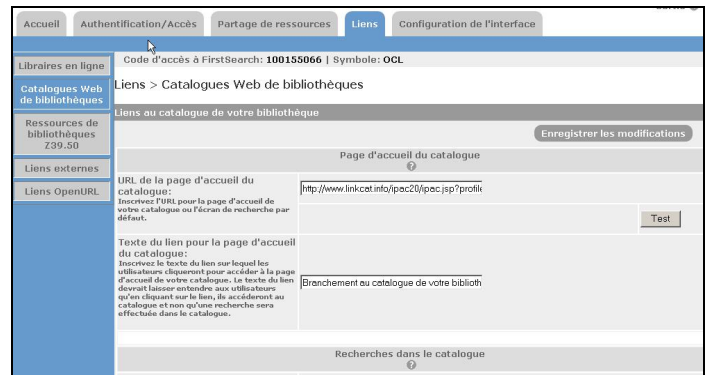 Accueil Authentification/Accès Partage de ressources Liens Configuration de l'interface
Code d'accès à FirstSearch: 100155066 | Symbole: OCL
Libraires en ligne
Catalogues Web
de bibliothèques
Ressources de
bibliothèques
Z39.50
Liens externes
Liens OpenURL
Liens > Catalogues Web de bibliothèques
Liens au catalogue de votre bibliothèque
Enregistrer les modifications
Page d'accueil du catalogue
?
URL de la page d'accueil du
catalogue:
Inscrivez l'URL pour la page d'accueil de
votre catalogue ou l'écran de recherche par
défaut.
http://www.linkcat.info/ipac20/ipac.jsp?profile
Test
Texte du lien pour la page d'accueil
du catalogue:
Inscrivez le texte du lien sur lequel les
utilisateurs cliqueront pour accéder à la page
d'accueil de votre catalogue. Le texte du lien
devrait laisser entendre aux utilisateurs
qu'en cliquant sur le lien, ils accéderont au
catalogue et non qu'une recherche sera
effectuée dans le catalogue.
Branchement au catalogue de votre biblioth
Recherches dans le catalogue
?